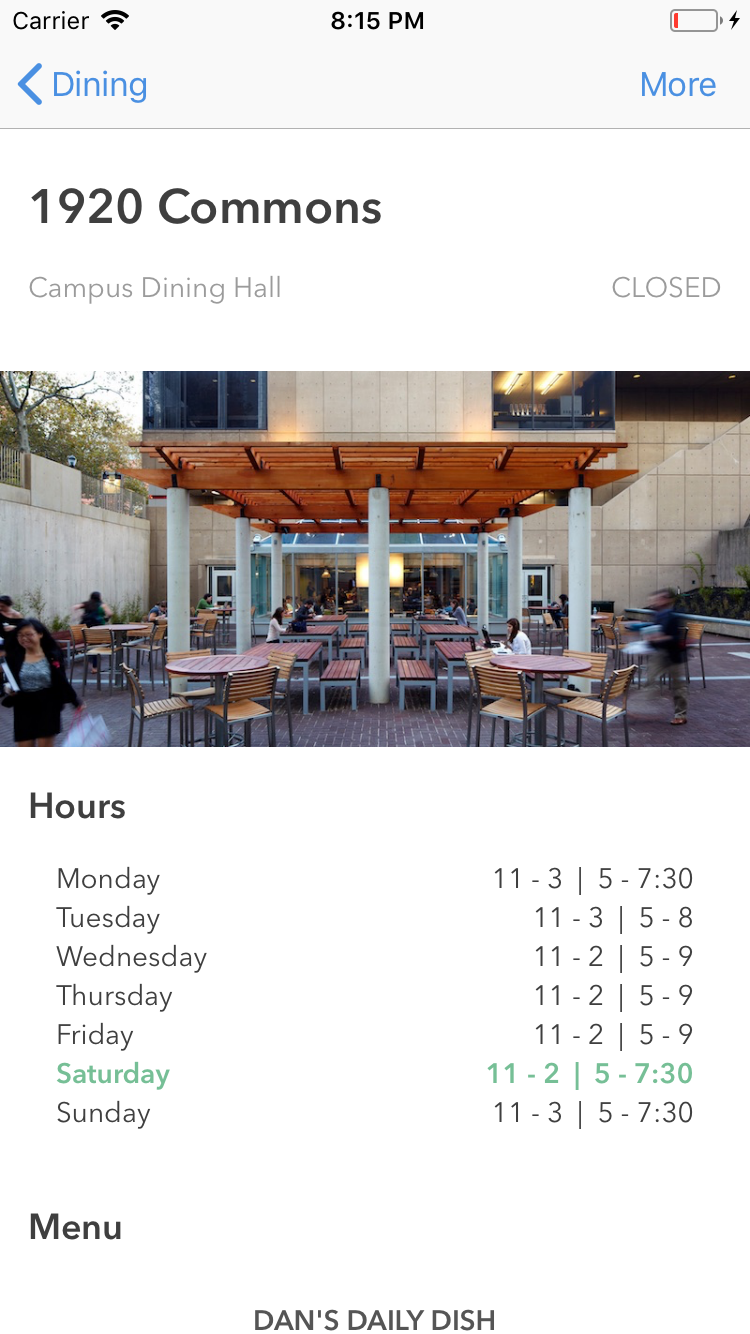 Carrier 8:15 PM
Dining More
1920 Commons
Campus Dining Hall CLOSED
Hours
Monday 11 - 3 | 5 - 7:30
Tuesday 11 - 3 | 5 - 8
Wednesday 11 - 2 | 5 - 9
Thursday 11 - 2 | 5 - 9
Friday 11 - 2 | 5 - 9
Saturday 11 - 2 | 5 - 7:30
Sunday 11 - 3 | 5 - 7:30
Menu
DAN'S DAILY DISH